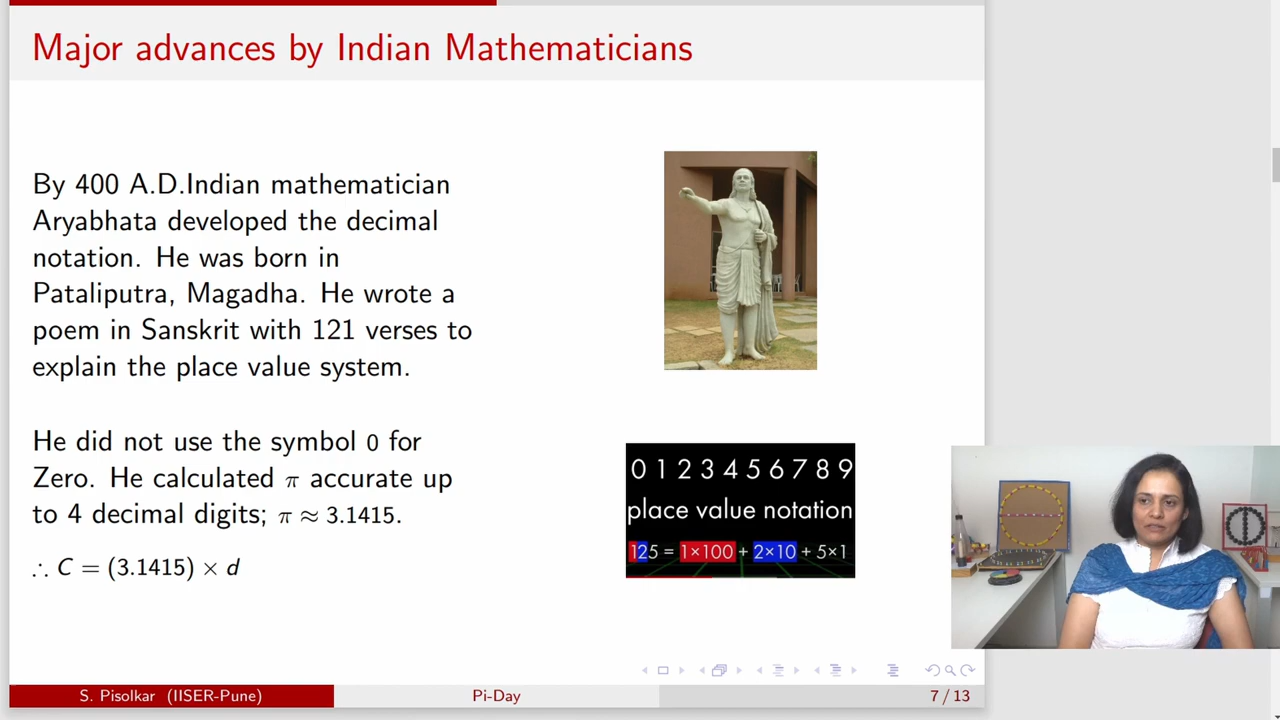 Major advances by Indian Mathematicians
By 400 A.D.Indian mathematician
Aryabhata developed the decimal
notation. He was born in
Pataliputra, Magadha. He wrote a
poem in Sanskrit with 121 verses to
explain the place value system.
He did not use the symbol 0 for
Zero. He calculated π accurate up
to 4 decimal digits; π ≈ 3.1415.
∴ C = (3.1415) × d
0 1 2 3 4 5 6 7 8 9
place value notation
125 = 1×100 + 2×10 + 5×1
S. Pisolkar (IISER-Pune)
Pi-Day
7 / 13